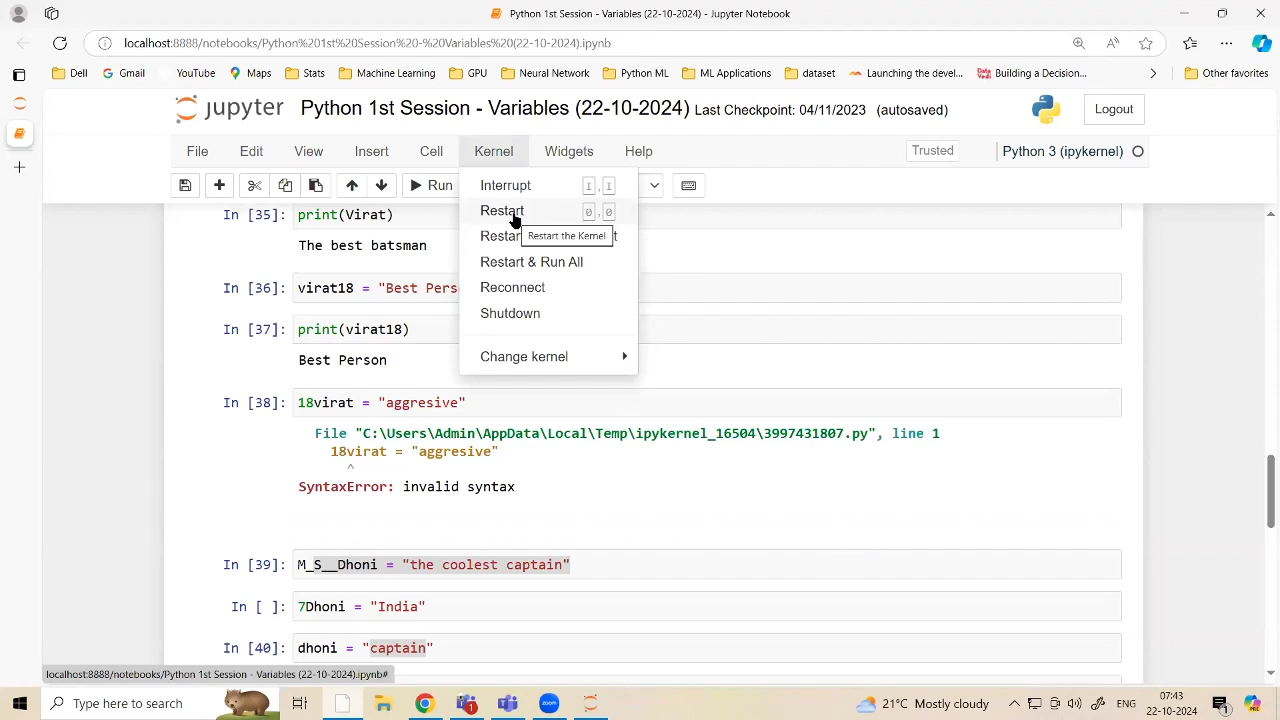 Python 1st Session - Variables (22-10-2024) - Jupyter Notebook
localhost:8888/notebooks/Python%201st%20Session%20-%20Variables%20(22-10-2024).ipynb
Dell Gmail YouTube Maps Stats Machine Learning GPU Neural Network Python ML ML Applications dataset Launching the devel... Building a Decision... Other favorites
jupyter Python 1st Session - Variables (22-10-2024) Last Checkpoint: 04/11/2023 (autosaved) Logout
File Edit View Insert Cell Kernel Widgets Help Trusted Python 3 (ipykernel)
Run
Interrupt I,I
Restart 0,0
Restart the Kernel
Restart & Run All
Reconnect
Shutdown
Change kernel
In [35]: print(Virat)
The best batsman
In [36]: virat18 = "Best Pers
In [37]: print(virat18)
Best Person
In [38]: 18virat = "aggresive"
File "C:\Users\Admin\AppData\Local\Temp\ipykernel_16504\3997431807.py", line 1
18virat = "aggresive"
^
SyntaxError: invalid syntax
In [39]: M_S__Dhoni = "the coolest captain"
In [ ]: 7Dhoni = "India"
In [40]: dhoni = "captain"
localhost:8888/notebooks/Python 1st Session - Variables (22-10-2024).ipynb#
Type here to search
1
21°C Mostly cloudy
ENG
07:43
22-10-2024
1